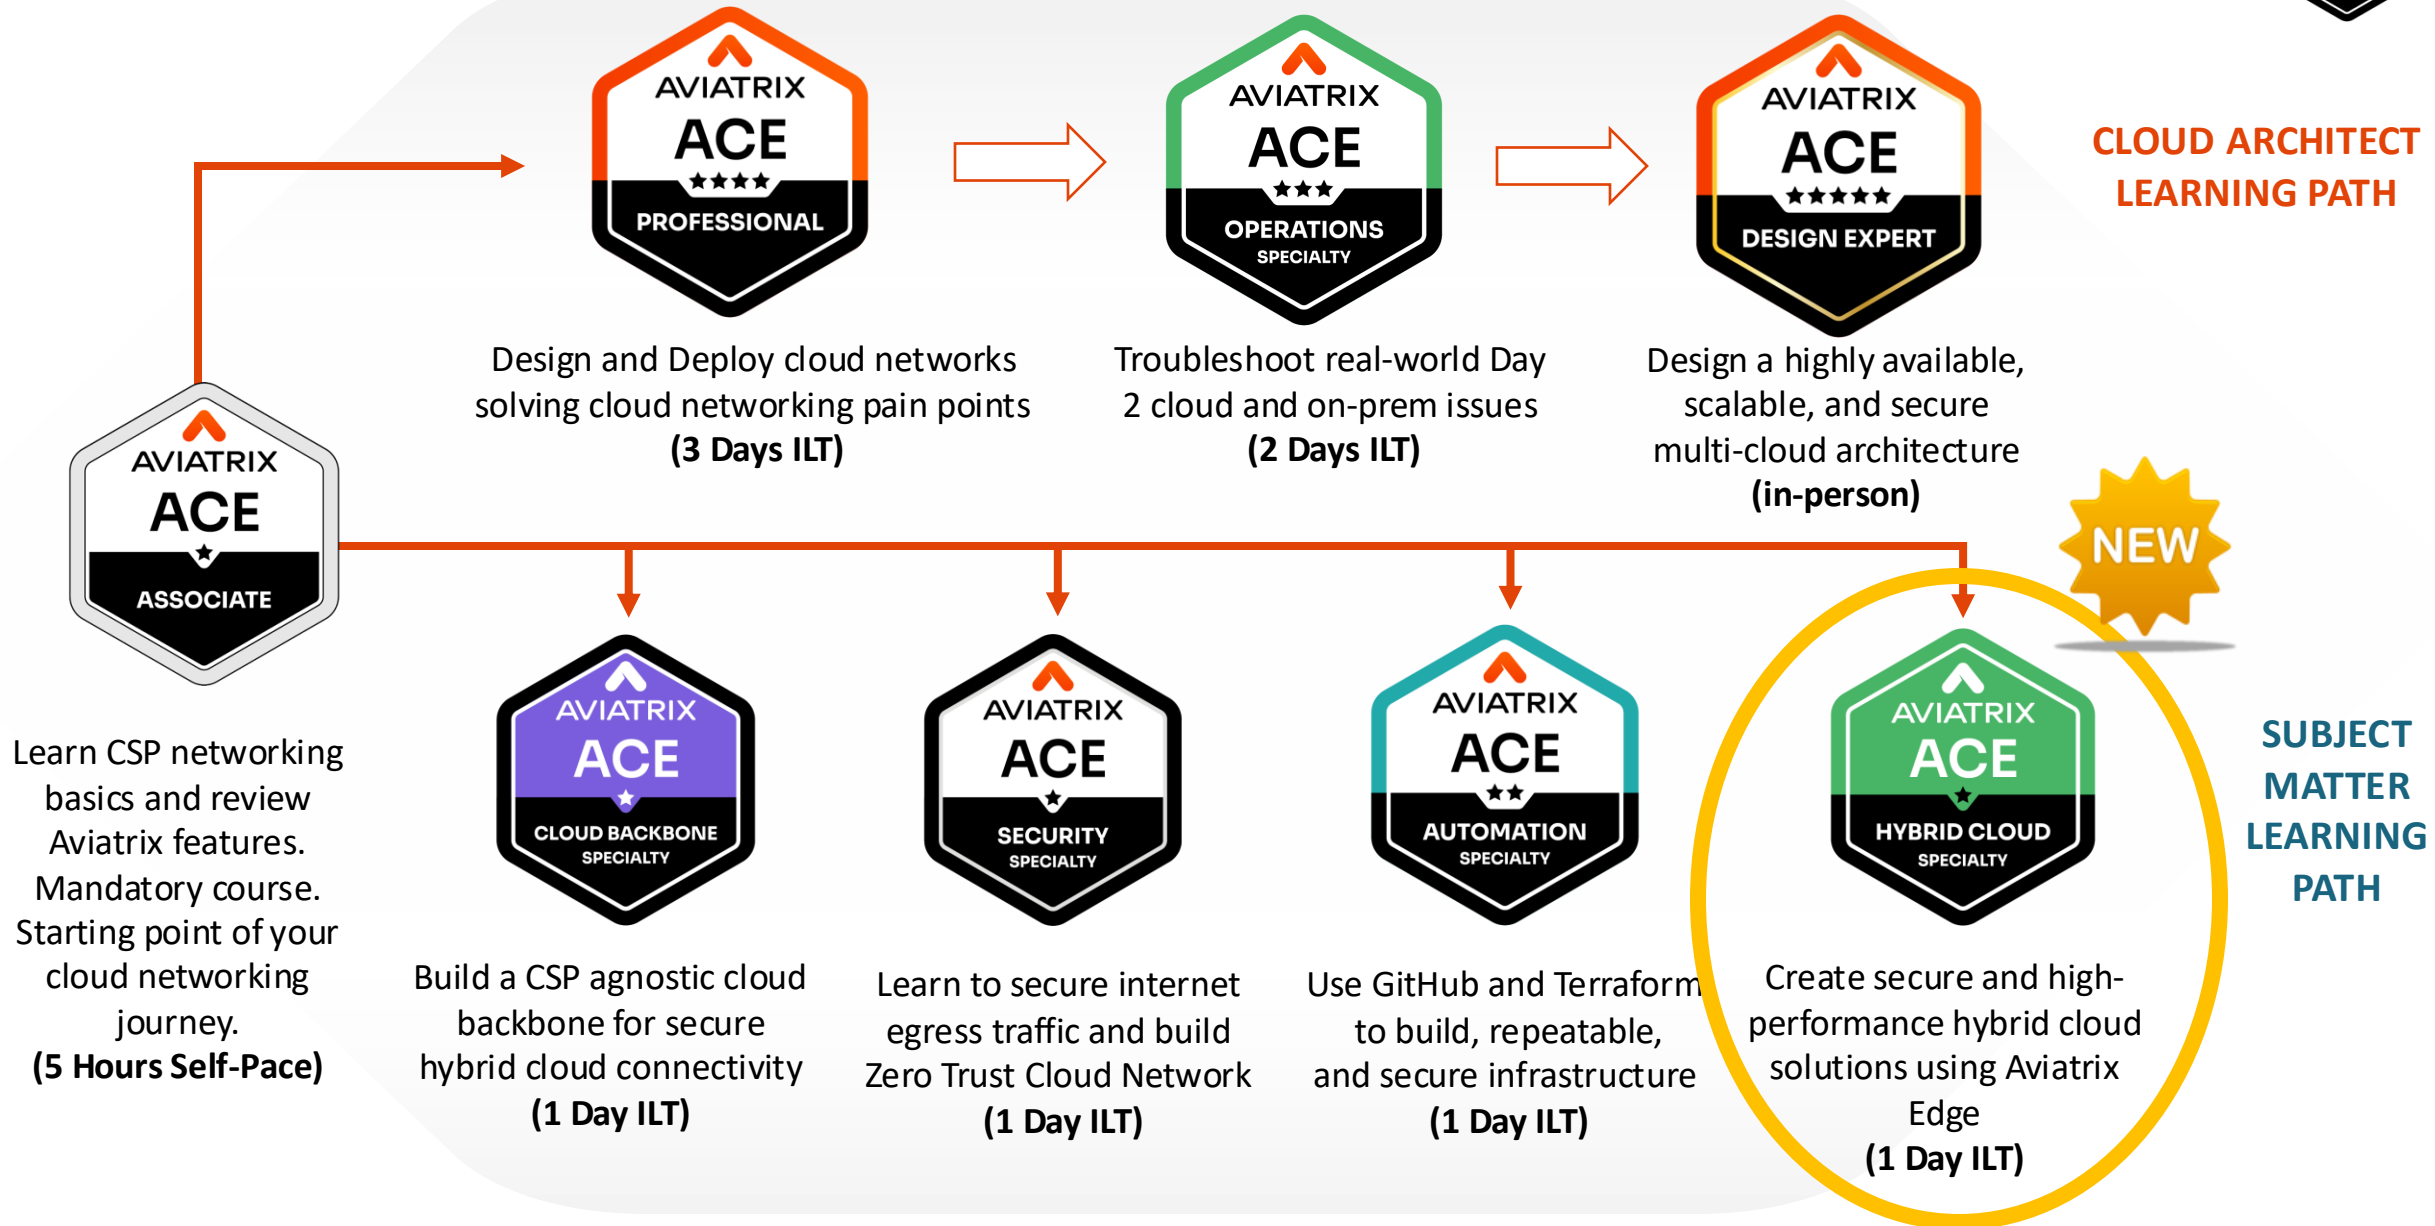 AVIATRIX
ACE
PROFESSIONAL
Design and Deploy cloud networks
solving cloud networking pain points
(3 Days ILT)
AVIATRIX
ACE
OPERATIONS
SPECIALTY
Troubleshoot real-world Day
2 cloud and on-prem issues
(2 Days ILT)
AVIATRIX
ACE
DESIGN EXPERT
Design a highly available,
scalable, and secure
multi-cloud architecture
(in-person)
CLOUD ARCHITECT
LEARNING PATH
AVIATRIX
ACE
ASSOCIATE
Learn CSP networking
basics and review
Aviatrix features.
Mandatory course.
Starting point of your
cloud networking
journey.
(5 Hours Self-Pace)
AVIATRIX
ACE
CLOUD BACKBONE
SPECIALTY
Build a CSP agnostic cloud
backbone for secure
hybrid cloud connectivity
(1 Day ILT)
AVIATRIX
ACE
SECURITY
SPECIALTY
Learn to secure internet
egress traffic and build
Zero Trust Cloud Network
(1 Day ILT)
AVIATRIX
ACE
AUTOMATION
SPECIALTY
Use GitHub and Terraform
to build, repeatable,
and secure infrastructure
(1 Day ILT)
NEW
AVIATRIX
ACE
HYBRID CLOUD
SPECIALTY
Create secure and high-
performance hybrid cloud
solutions using Aviatrix
Edge
(1 Day ILT)
SUBJECT
MATTER
LEARNING
PATH